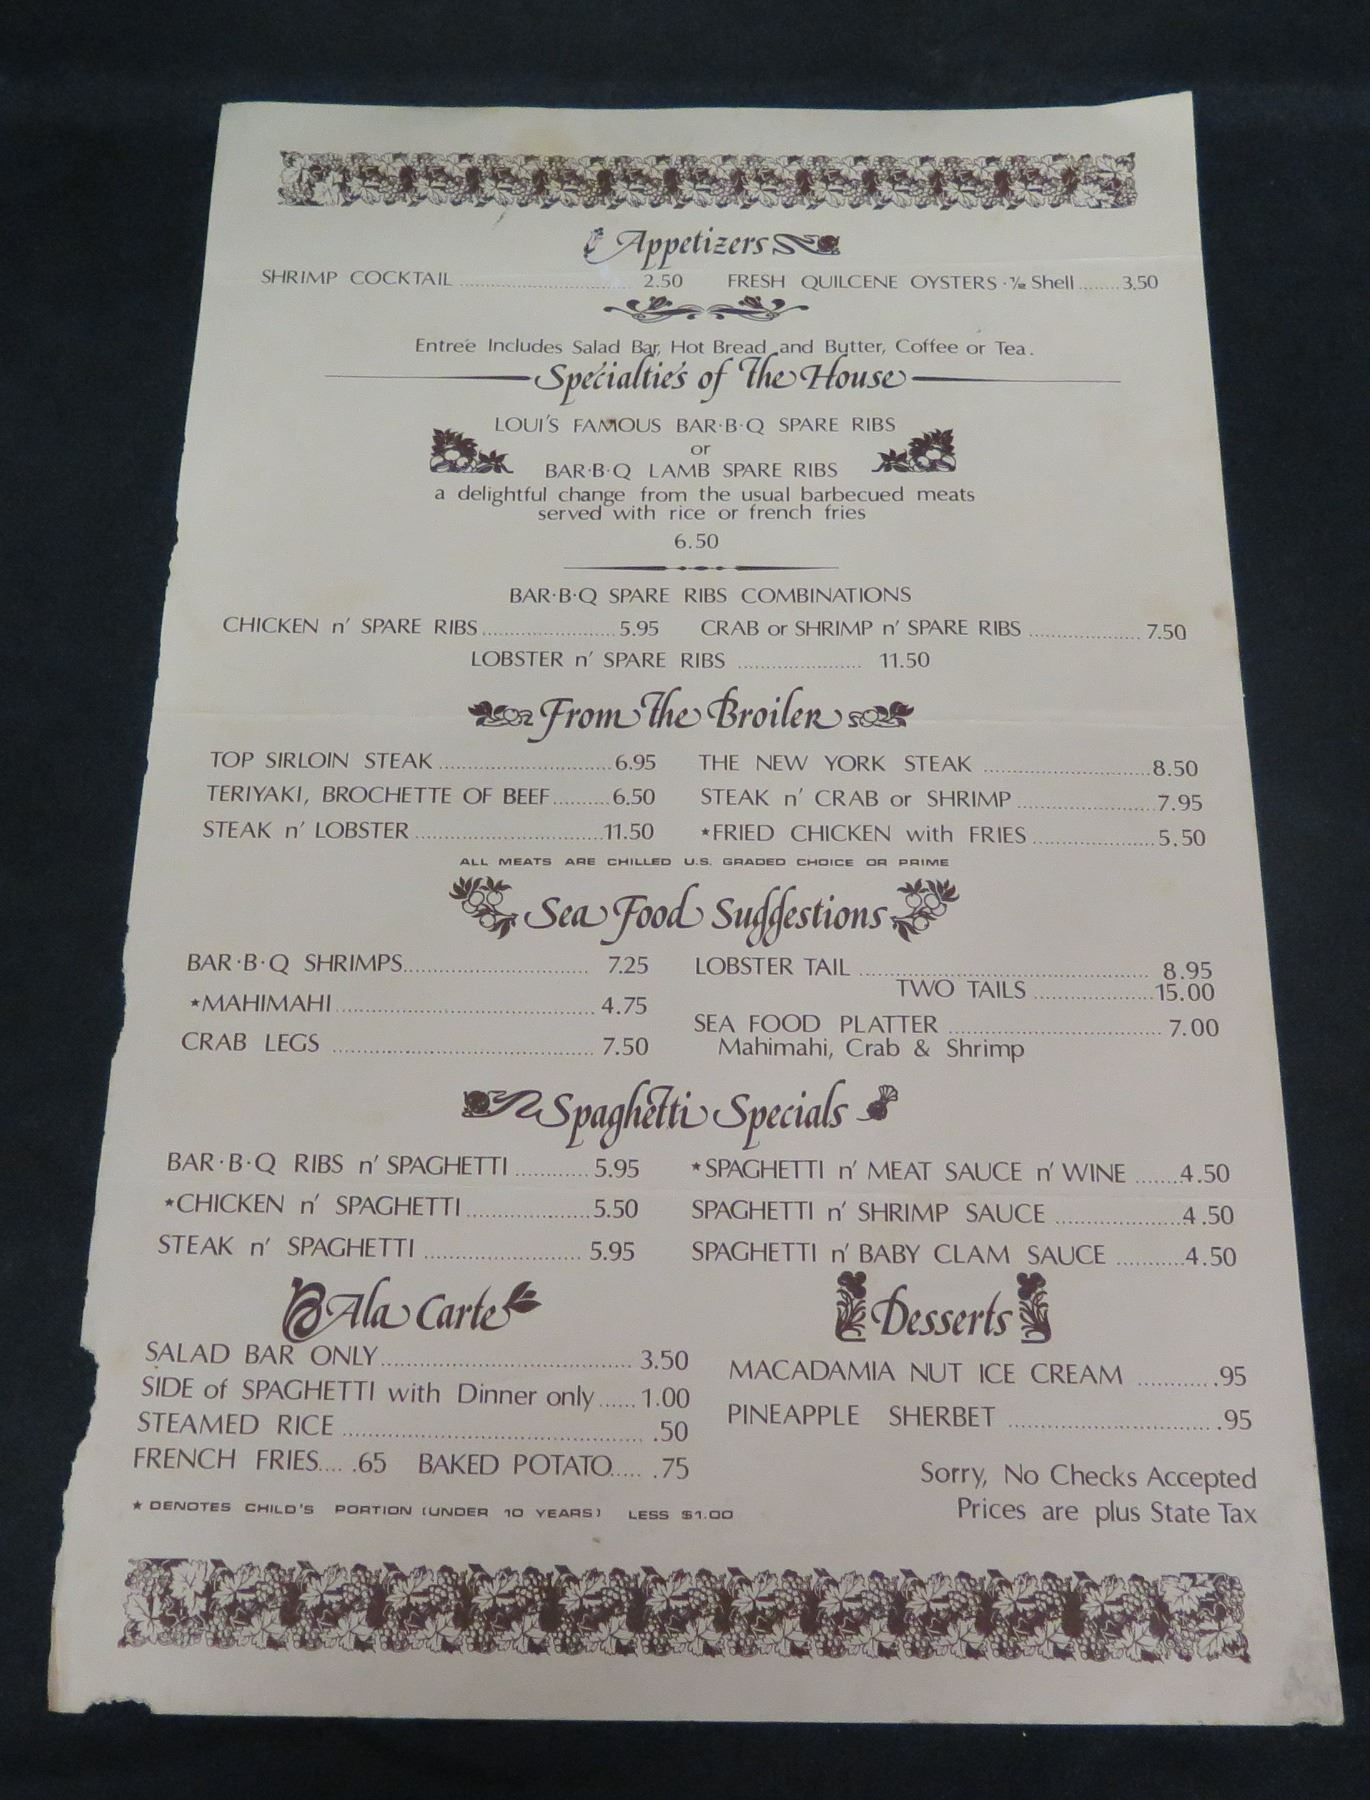 Appetizers
SHRIMP COCKTAIL ........ 2.50 FRESH QUILCENE OYSTERS · ½ Shell ........ 3.50
Entreé Includes Salad Bar, Hot Bread and Butter, Coffee or Tea.
Specialties of The House
LOUI'S FAMOUS BAR·B·Q SPARE RIBS
or
BAR·B·Q LAMB SPARE RIBS
a delightful change from the usual barbecued meats
served with rice or french fries
6.50
BAR·B·Q SPARE RIBS COMBINATIONS
CHICKEN n' SPARE RIBS ........ 5.95 CRAB or SHRIMP n' SPARE RIBS ........ 7.50
LOBSTER n' SPARE RIBS ........ 11.50
From The Broiler
TOP SIRLOIN STEAK ........ 6.95 THE NEW YORK STEAK ........ 8.50
TERIYAKI, BROCHETTE OF BEEF ........ 6.50 STEAK n' CRAB or SHRIMP ........ 7.95
STEAK n' LOBSTER ........ 11.50 *FRIED CHICKEN with FRIES ........ 5.50
ALL MEATS ARE CHILLED U.S. GRADED CHOICE OR PRIME
Sea Food Suggestions
BAR·B·Q SHRIMPS ........ 7.25
*MAHIMAHI ........ 4.75
CRAB LEGS ........ 7.50
LOBSTER TAIL ........ 8.95
TWO TAILS ........ 15.00
SEA FOOD PLATTER ........ 7.00
Mahimahi, Crab & Shrimp
Spaghetti Specials
BAR·B·Q RIBS n' SPAGHETTI ........ 5.95 *SPAGHETTI n' MEAT SAUCE n' WINE ........ 4.50
*CHICKEN n' SPAGHETTI ........ 5.50 SPAGHETTI n' SHRIMP SAUCE ........ 4.50
STEAK n' SPAGHETTI ........ 5.95 SPAGHETTI n' BABY CLAM SAUCE ........ 4.50
Ala Carte
SALAD BAR ONLY ........ 3.50
SIDE of SPAGHETTI with Dinner only ...... 1.00
STEAMED RICE ........ .50
FRENCH FRIES.... .65 BAKED POTATO..... .75
* DENOTES CHILD'S PORTION (UNDER 10 YEARS) LESS $1.00
Desserts
MACADAMIA NUT ICE CREAM ........ .95
PINEAPPLE SHERBET ........ .95
Sorry, No Checks Accepted
Prices are plus State Tax